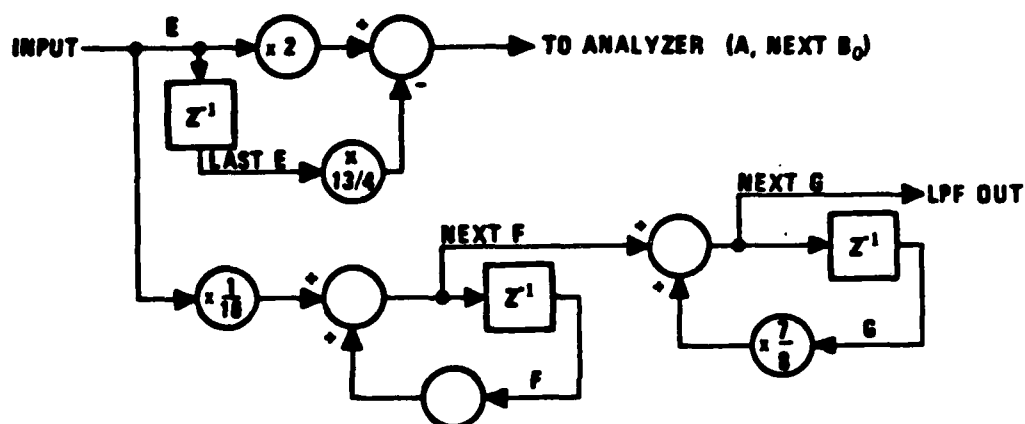 E
INPUT
× 2
+
TO ANALYZER (A, NEXT B₀)
-
Z⁻¹
LAST E
×
13/4
NEXT G
LPF OUT
+
NEXT F
Z⁻¹
+
+
× 1/16
+
Z⁻¹
× 7/8
G
+
F